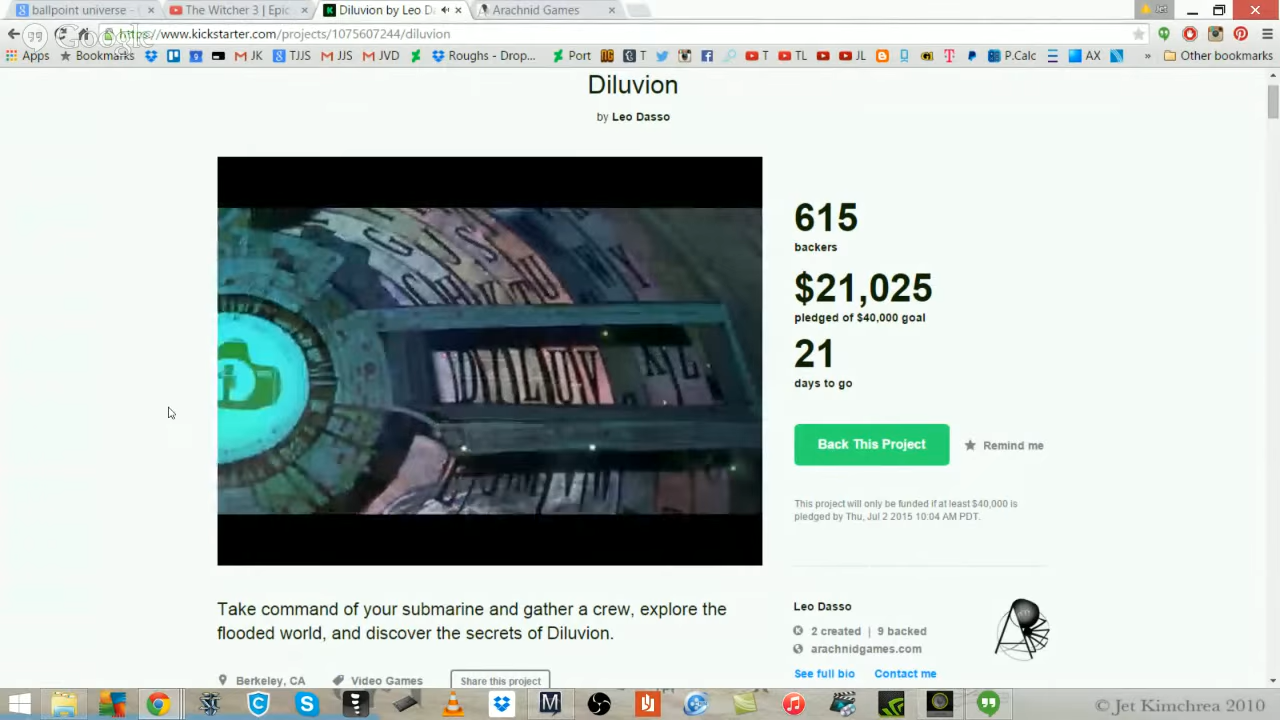 ballpoint universe -
The Witcher 3 | Epic
Diluvion by Leo Da
Arachnid Games
Jet
Google
https://www.kickstarter.com/projects/1075607244/diluvion
Apps Bookmarks JK TJJS JJS JVD Roughs - Drop... Port T T TL JL P.Calc AX » Other bookmarks
Diluvion
by Leo Dasso
DILUV
615
backers
$21,025
pledged of $40,000 goal
21
days to go
Back This Project Remind me
This project will only be funded if at least $40,000 is
pledged by Thu, Jul 2 2015 10:04 AM PDT.
Take command of your submarine and gather a crew, explore the
flooded world, and discover the secrets of Diluvion.
Leo Dasso
2 created | 9 backed
arachnidgames.com
See full bio Contact me
Berkeley, CA Video Games Share this project
© Jet Kimchrea 2010